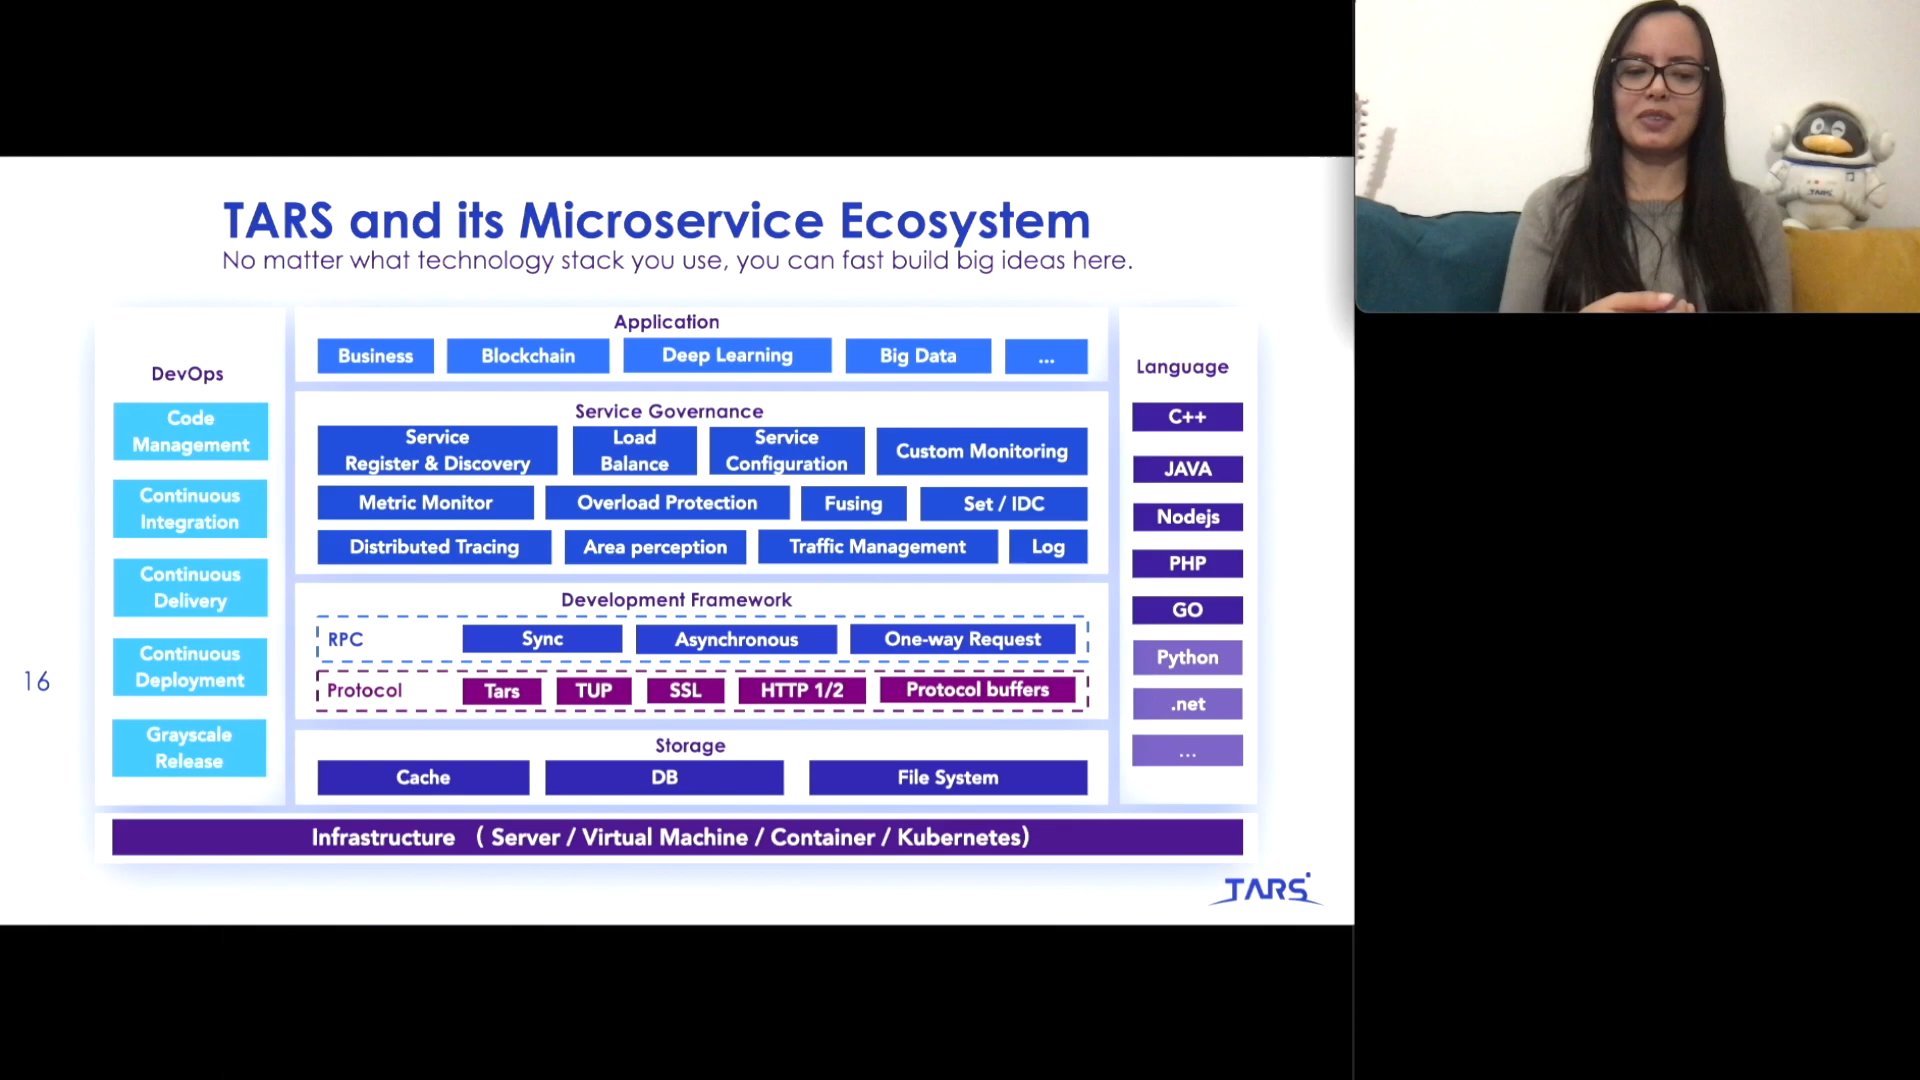 TARS and its Microservice Ecosystem
No matter what technology stack you use, you can fast build big ideas here.
DevOps
Code
Management
Continuous
Integration
Continuous
Delivery
Continuous
Deployment
Grayscale
Release
Application
Business
Blockchain
Deep Learning
Big Data
...
Service Governance
Service
Register & Discovery
Load
Balance
Service
Configuration
Custom Monitoring
Metric Monitor
Overload Protection
Fusing
Set / IDC
Distributed Tracing
Area perception
Traffic Management
Log
Development Framework
RPC
Sync
Asynchronous
One-way Request
Protocol
Tars
TUP
SSL
HTTP 1/2
Protocol buffers
Storage
Cache
DB
File System
Language
C++
JAVA
Nodejs
PHP
GO
Python
.net
...
Infrastructure ( Server / Virtual Machine / Container / Kubernetes)
16
TARS
TARS